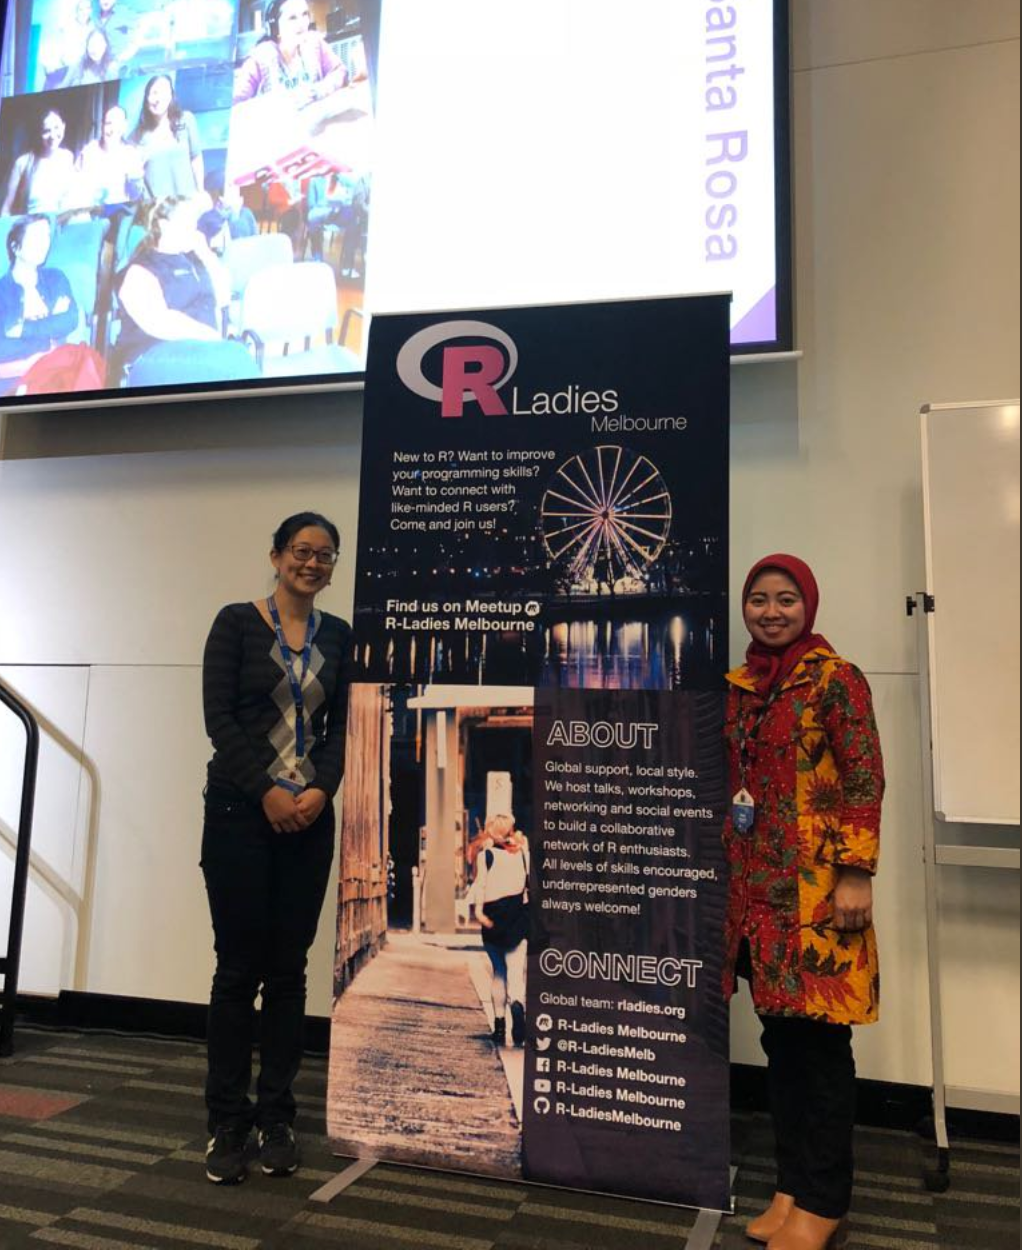 anta Rosa
R Ladies
Melbourne
New to R? Want to improve
your programming skills?
Want to connect with
like-minded R users?
Come and join us!
Find us on Meetup
R-Ladies Melbourne
ABOUT
Global support, local style.
We host talks, workshops,
networking and social events
to build a collaborative
network of R enthusiasts.
All levels of skills encouraged,
underrepresented genders
always welcome!
CONNECT
Global team: rladies.org
R-Ladies Melbourne
@R-LadiesMelb
R-Ladies Melbourne
R-Ladies Melbourne
R-LadiesMelbourne